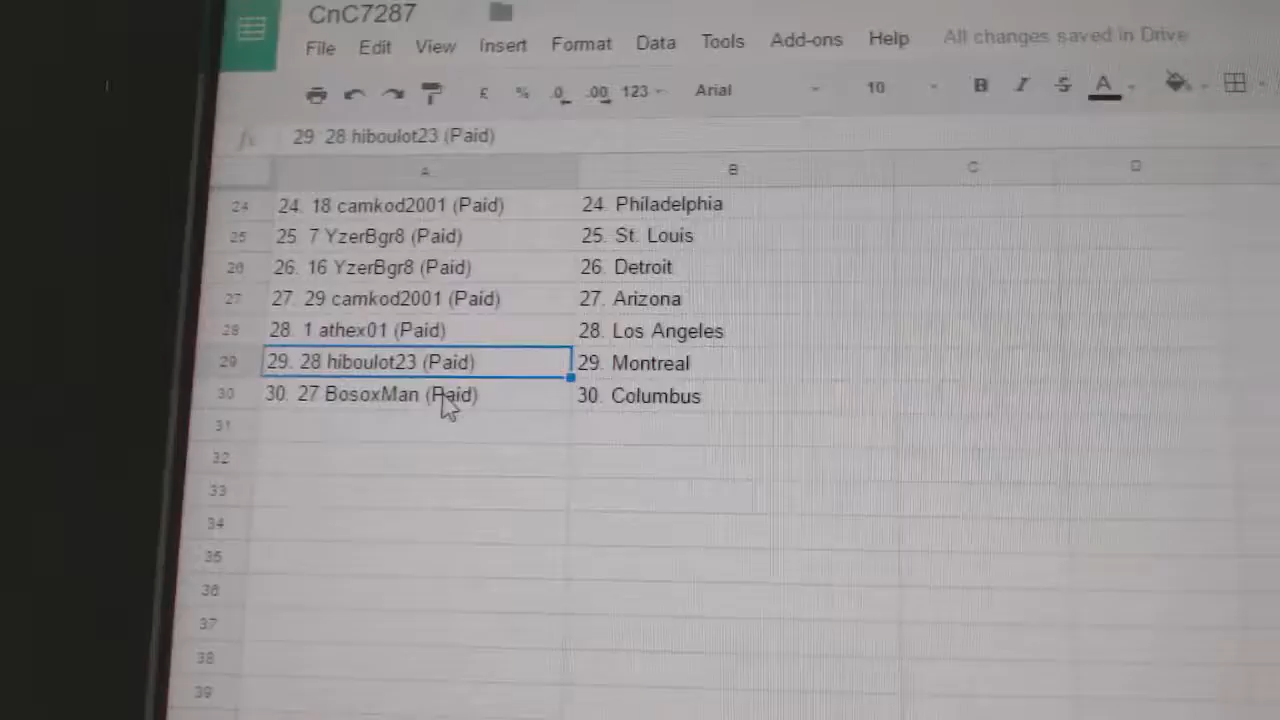 CnC7287
File Edit View Insert Format Data Tools Add-ons Help All changes saved in Drive
£ % .0 .00 123 Arial 10 B I S A
fx 29. 28 hiboulot23 (Paid)
A B C D
24 24. 18 camkod2001 (Paid) 24. Philadelphia
25 25. 7 YzerBgr8 (Paid) 25. St. Louis
26 26. 16 YzerBgr8 (Paid) 26. Detroit
27 27. 29 camkod2001 (Paid) 27. Arizona
28 28. 1 athex01 (Paid) 28. Los Angeles
29 29. 28 hiboulot23 (Paid) 29. Montreal
30 30. 27 BosoxMan (Paid) 30. Columbus
31
32
33
34
35
36
37
38
39